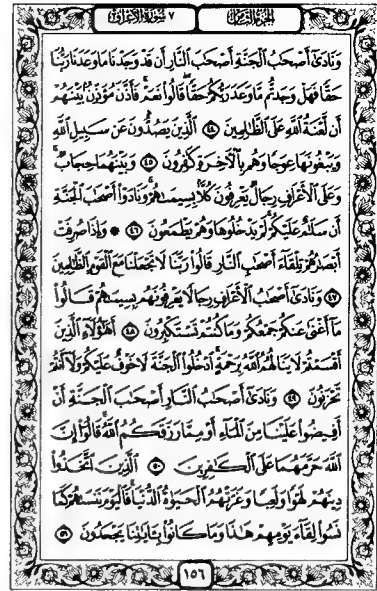 الجزء الثامن ٧ سورة الأعراف
وَنَادَىٰٓ أَصْحَٰبُ ٱلْجَنَّةِ أَصْحَٰبَ ٱلنَّارِ أَن قَدْ وَجَدْنَا مَا وَعَدَنَا رَبُّنَا
حَقًّا فَهَلْ وَجَدتُّم مَّا وَعَدَ رَبُّكُمْ حَقًّا ۖ قَالُوا۟ نَعَمْ ۚ فَأَذَّنَ مُؤَذِّنٌۢ بَيْنَهُمْ
أَن لَّعْنَةُ ٱللَّهِ عَلَى ٱلظَّٰلِمِينَ ٤٤ ٱلَّذِينَ يَصُدُّونَ عَن سَبِيلِ ٱللَّهِ
وَيَبْغُونَهَا عِوَجًا وَهُم بِٱلْءَاخِرَةِ كَٰفِرُونَ ٤٥ وَبَيْنَهُمَا حِجَابٌ ۚ
وَعَلَى ٱلْأَعْرَافِ رِجَالٌ يَعْرِفُونَ كُلًّۢا بِسِيمَىٰهُمْ ۚ وَنَادَوْا۟ أَصْحَٰبَ ٱلْجَنَّةِ
أَن سَلَٰمٌ عَلَيْكُمْ ۚ لَمْ يَدْخُلُوهَا وَهُمْ يَطْمَعُونَ ٤٦ ۞ وَإِذَا صُرِفَتْ
أَبْصَٰرُهُمْ تِلْقَآءَ أَصْحَٰبِ ٱلنَّارِ قَالُوا۟ رَبَّنَا لَا تَجْعَلْنَا مَعَ ٱلْقَوْمِ ٱلظَّٰلِمِينَ
٤٧ وَنَادَىٰٓ أَصْحَٰبُ ٱلْأَعْرَافِ رِجَالًا يَعْرِفُونَهُم بِسِيمَىٰهُمْ قَالُوا۟
مَآ أَغْنَىٰ عَنكُمْ جَمْعُكُمْ وَمَا كُنتُمْ تَسْتَكْبِرُونَ ٤٨ أَهَٰٓؤُلَآءِ ٱلَّذِينَ
أَقْسَمْتُمْ لَا يَنَالُهُمُ ٱللَّهُ بِرَحْمَةٍ ۚ ٱدْخُلُوا۟ ٱلْجَنَّةَ لَا خَوْفٌ عَلَيْكُمْ وَلَآ أَنتُمْ
تَحْزَنُونَ ٤٩ وَنَادَىٰٓ أَصْحَٰبُ ٱلنَّارِ أَصْحَٰبَ ٱلْجَنَّةِ أَنْ
أَفِيضُوا۟ عَلَيْنَا مِنَ ٱلْمَآءِ أَوْ مِمَّا رَزَقَكُمُ ٱللَّهُ ۚ قَالُوٓا۟ إِنَّ
ٱللَّهَ حَرَّمَهُمَا عَلَى ٱلْكَٰفِرِينَ ٥٠ ٱلَّذِينَ ٱتَّخَذُوا۟
دِينَهُمْ لَهْوًا وَلَعِبًا وَغَرَّتْهُمُ ٱلْحَيَوٰةُ ٱلدُّنْيَا ۚ فَٱلْيَوْمَ نَنسَىٰهُمْ كَمَا
نَسُوا۟ لِقَآءَ يَوْمِهِمْ هَٰذَا وَمَا كَانُوا۟ بِـَٔايَٰتِنَا يَجْحَدُونَ ٥١
١٥٦